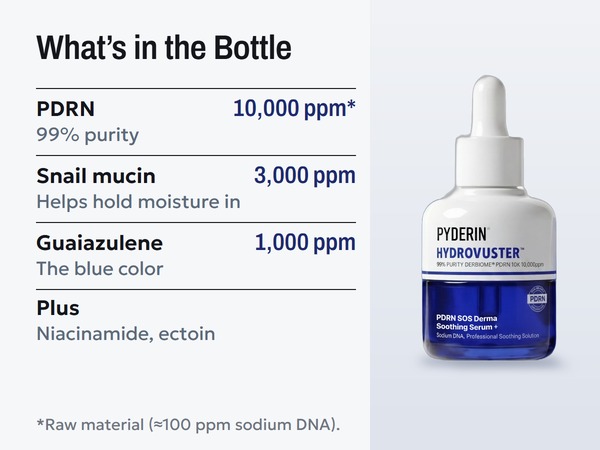 What's in the Bottle
PDRN 10,000 ppm*
99% purity
Snail mucin 3,000 ppm
Helps hold moisture in
Guaiazulene 1,000 ppm
The blue color
Plus
Niacinamide, ectoin
*Raw material (≈100 ppm sodium DNA).
PYDERIN
HYDROVUSTER™
99% PURITY DERBIOME® PDRN 10K 10,000ppm
PDRN
PDRN SOS Derma
Soothing Serum +
Sodium DNA, Professional Soothing Solution